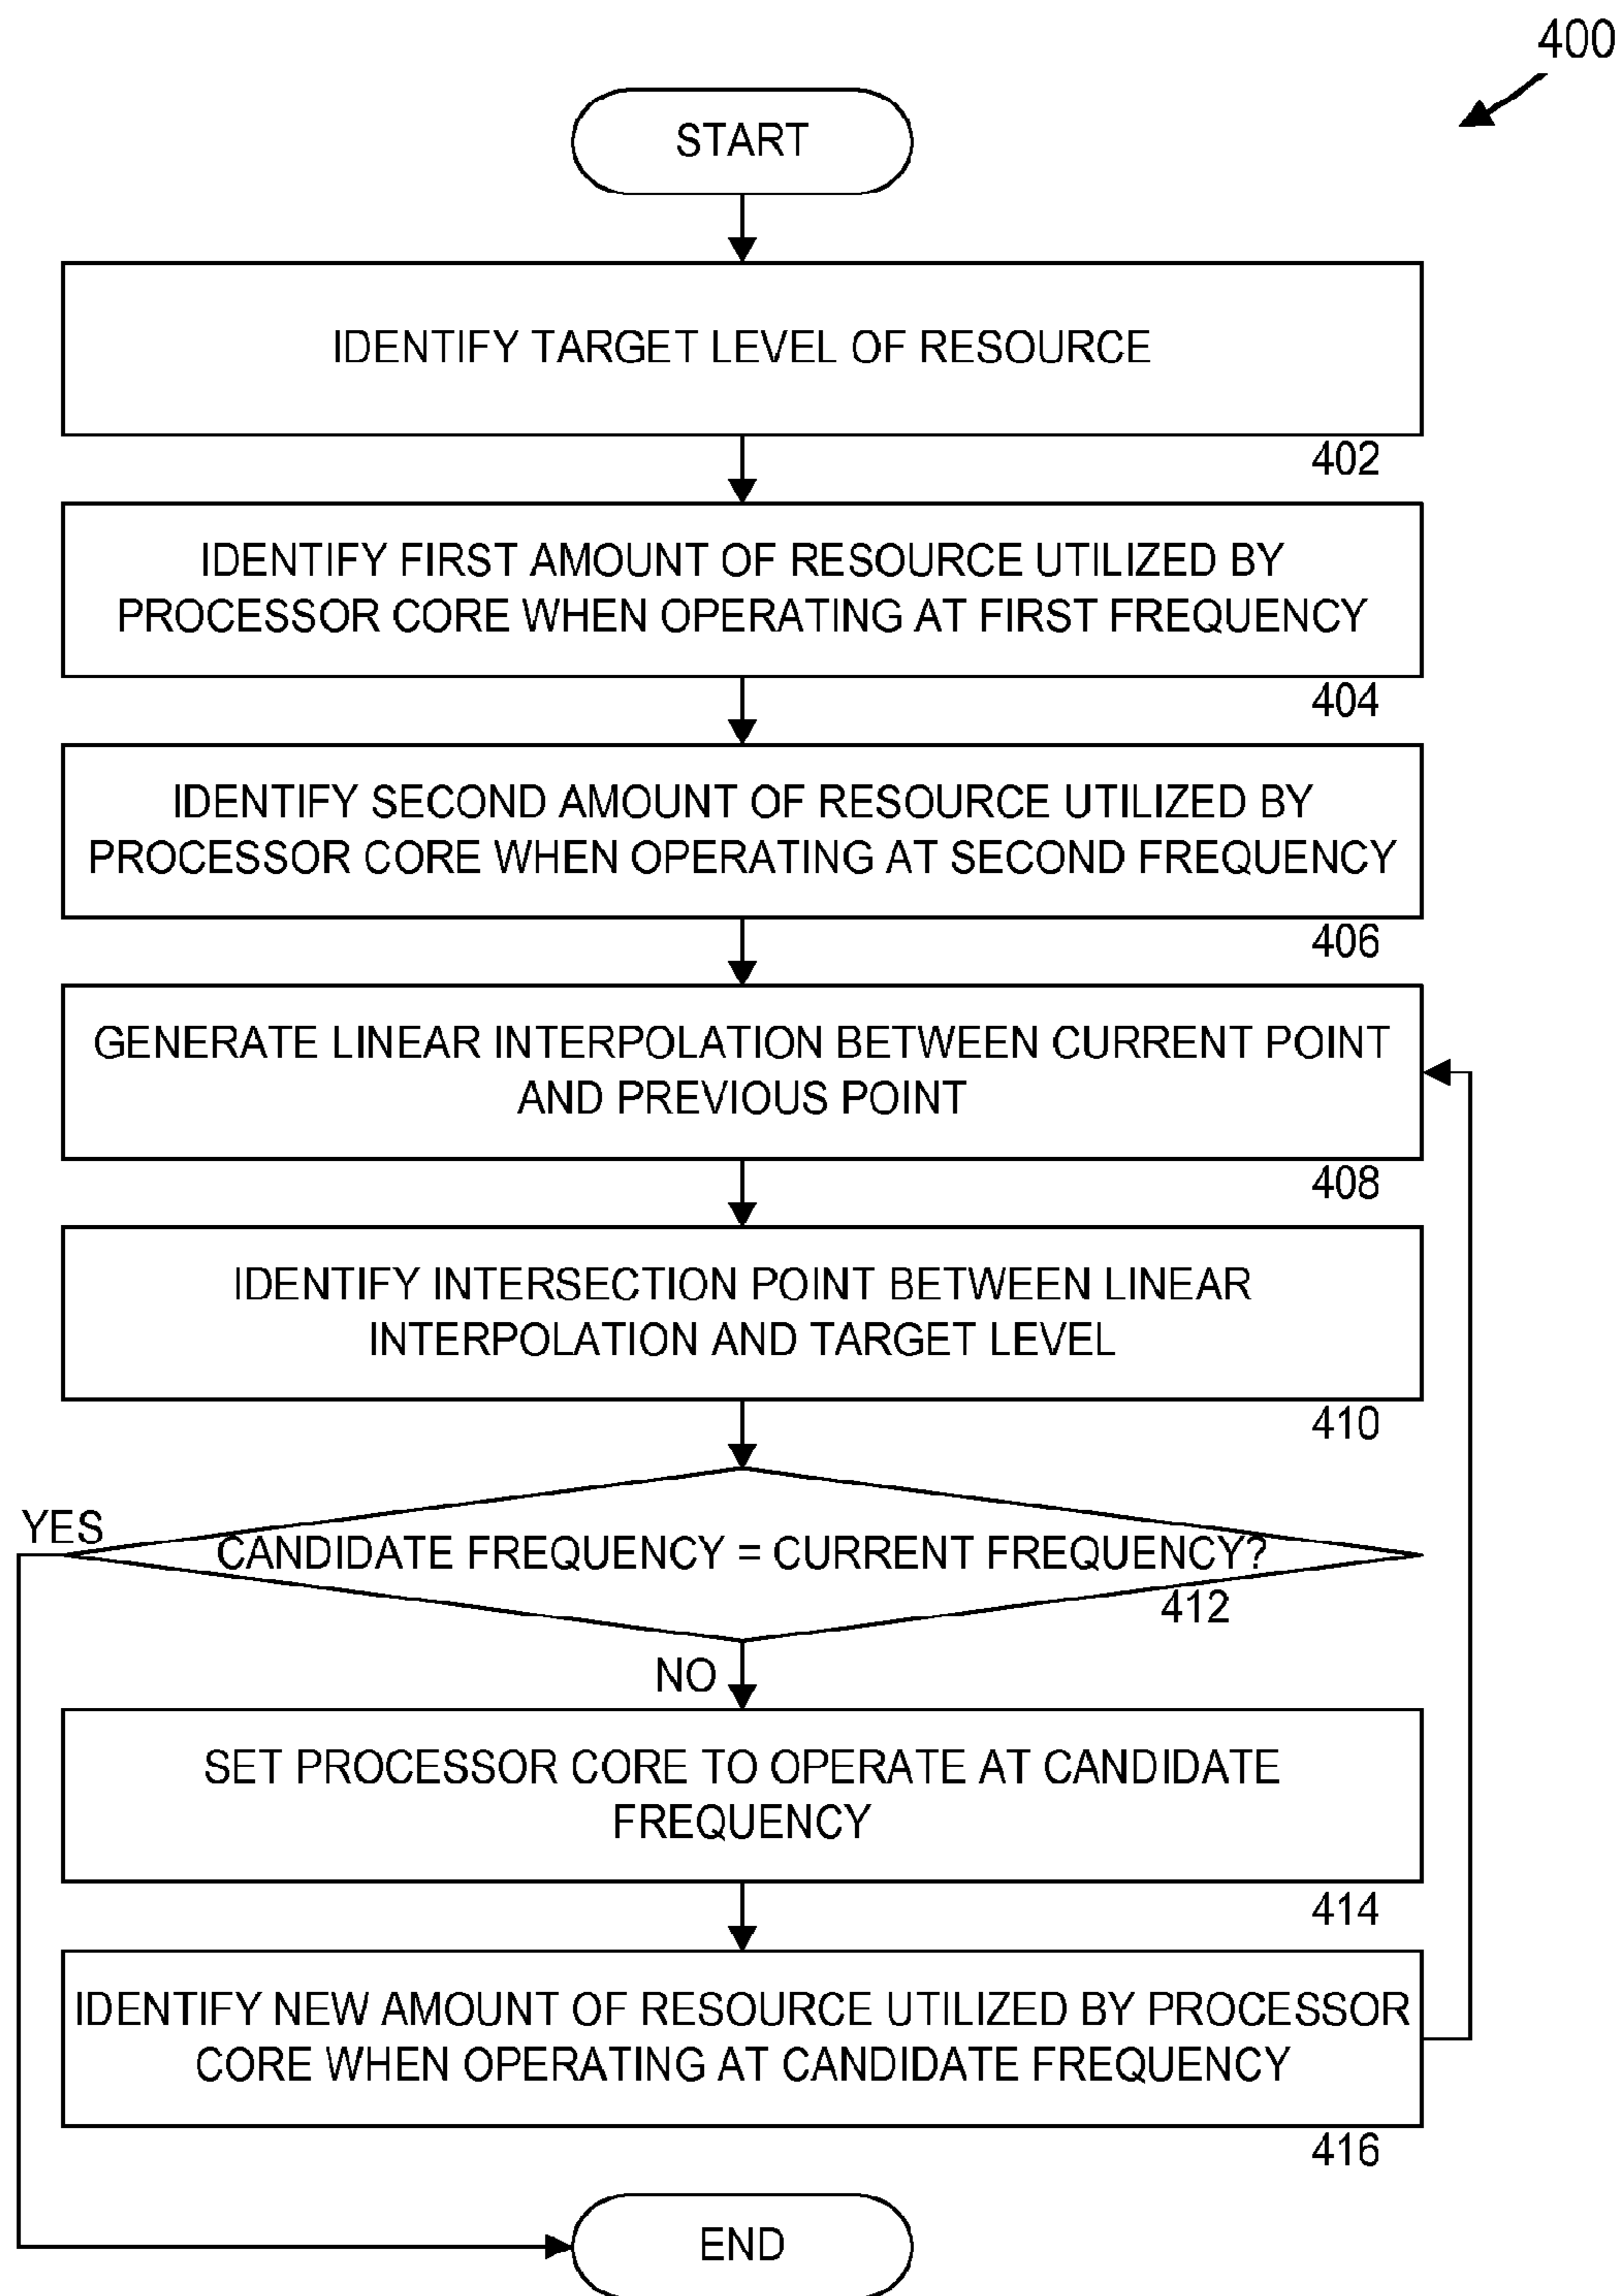 400
START
IDENTIFY TARGET LEVEL OF RESOURCE
402
IDENTIFY FIRST AMOUNT OF RESOURCE UTILIZED BY
PROCESSOR CORE WHEN OPERATING AT FIRST FREQUENCY
404
IDENTIFY SECOND AMOUNT OF RESOURCE UTILIZED BY
PROCESSOR CORE WHEN OPERATING AT SECOND FREQUENCY
406
GENERATE LINEAR INTERPOLATION BETWEEN CURRENT POINT
AND PREVIOUS POINT
408
IDENTIFY INTERSECTION POINT BETWEEN LINEAR
INTERPOLATION AND TARGET LEVEL
410
YES
CANDIDATE FREQUENCY = CURRENT FREQUENCY?
412
NO
SET PROCESSOR CORE TO OPERATE AT CANDIDATE
FREQUENCY
414
IDENTIFY NEW AMOUNT OF RESOURCE UTILIZED BY PROCESSOR
CORE WHEN OPERATING AT CANDIDATE FREQUENCY
416
END